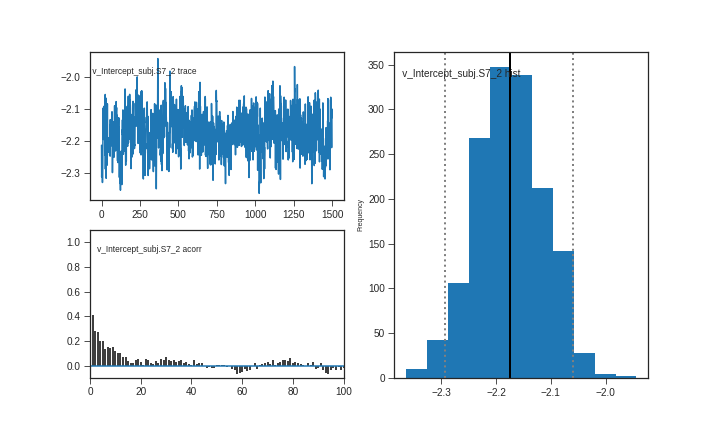 v_Intercept_subj.S7_2 trace
−2.0
−2.1
−2.2
−2.3
0 250 500 750 1000 1250 1500
v_Intercept_subj.S7_2 acorr
1.0
0.8
0.6
0.4
0.2
0.0
0 20 40 60 80 100
v_Intercept_subj.S7_2 hist
350
300
250
200
150
100
50
0
Frequency
−2.3 −2.2 −2.1 −2.0